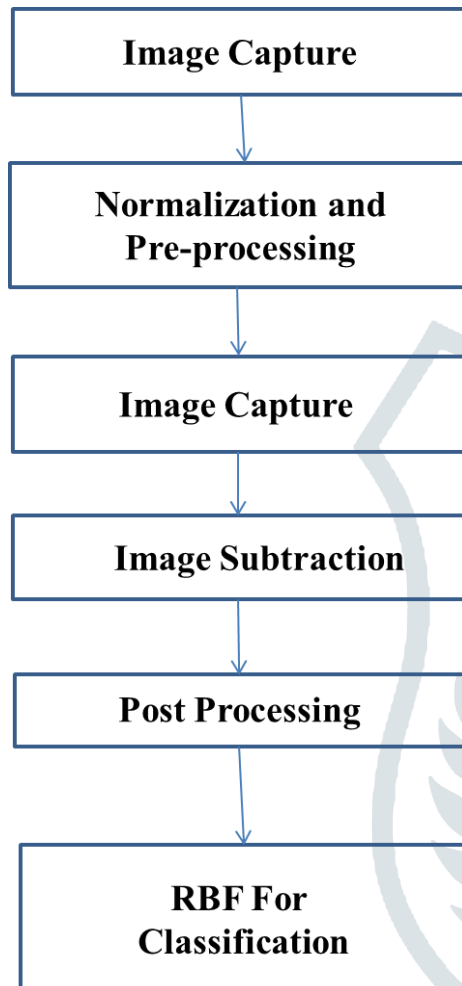 Image Capture
Normalization and
Pre-processing
Image Capture
Image Subtraction
Post Processing
RBF For
Classification